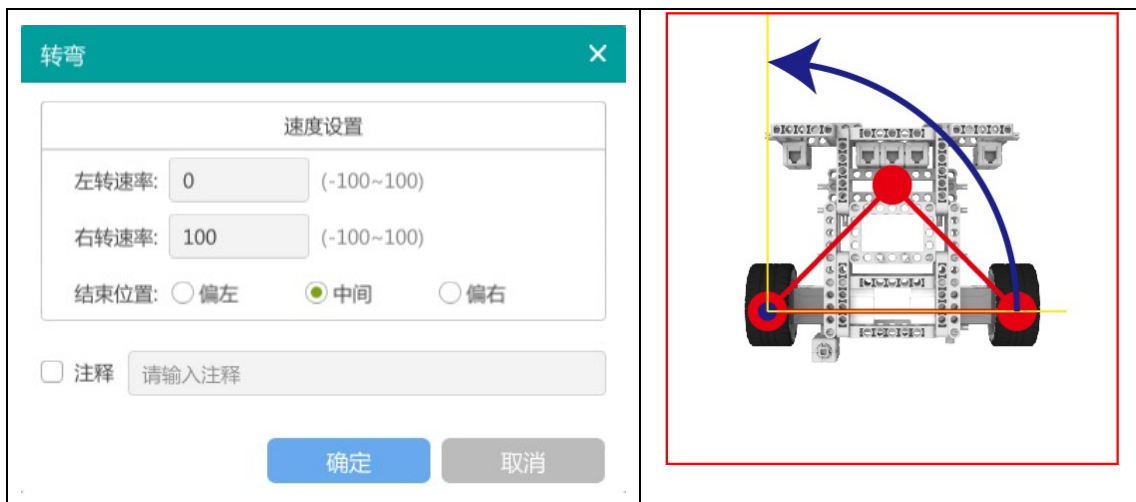 转弯
速度设置
左转速率: 0 (-100~100)
右转速率: 100 (-100~100)
结束位置: 偏左 中间 偏右
注释 请输入注释
确定 取消